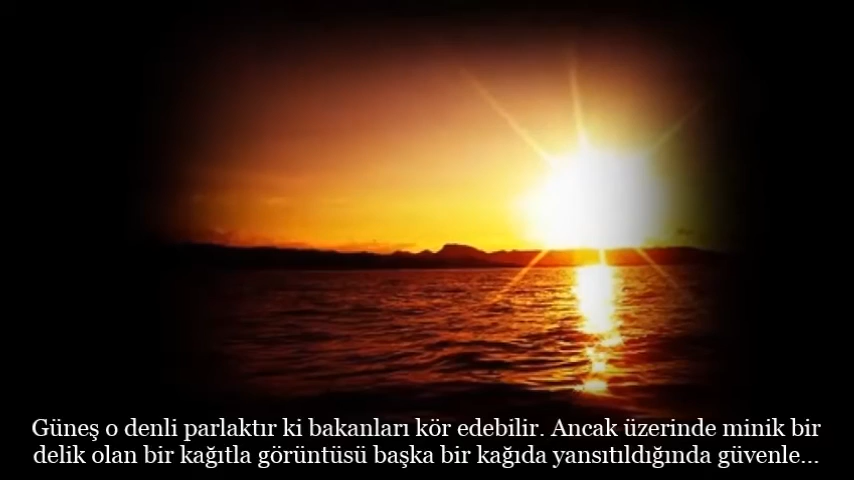 Güneş o denli parlaktır ki bakanları kör edebilir. Ancak üzerinde minik bir
delik olan bir kağıtla görüntüsü başka bir kağıda yansıtıldığında güvenle...